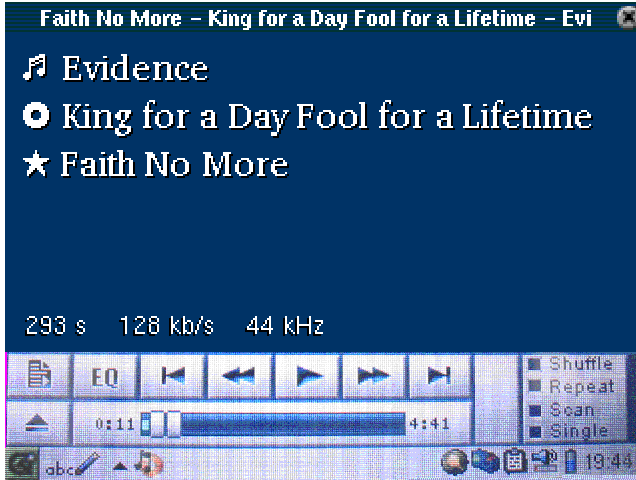 Faith No More – King for a Day Fool for a Lifetime – Evi
Evidence
King for a Day Fool for a Lifetime
Faith No More
293 s 128 kb/s 44 kHz
EQ
Shuffle
Repeat
Scan
Single
0:11 4:41
abc 19:44